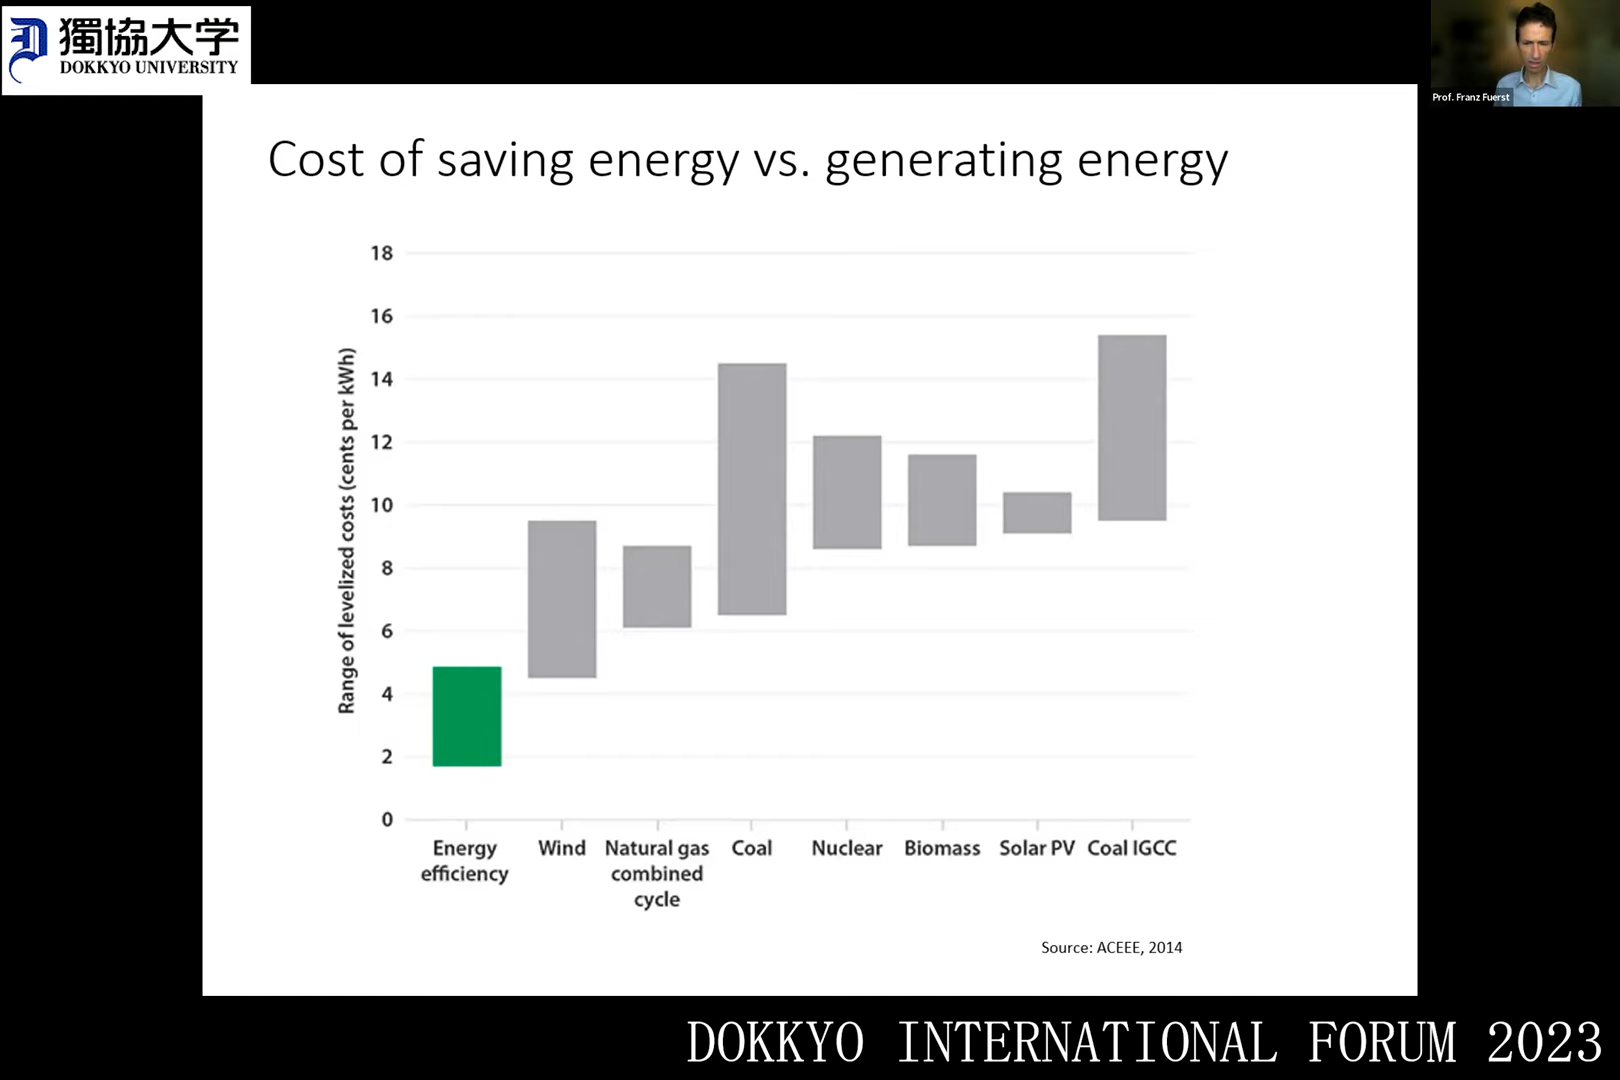 獨協大学
DOKKYO UNIVERSITY
Prof. Franz Fuerst
Cost of saving energy vs. generating energy
Range of levelized costs (cents per kWh)
18
16
14
12
10
8
6
4
2
0
Energy efficiency
Wind
Natural gas combined cycle
Coal
Nuclear
Biomass
Solar PV
Coal IGCC
Source: ACEEE, 2014
DOKKYO INTERNATIONAL FORUM 2023